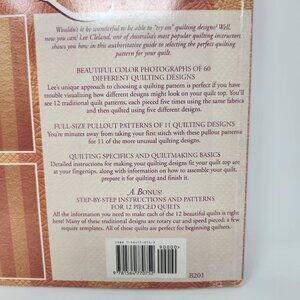 Wouldn't it be wonderful to be able to "try on" quilting designs? Well,
now you can! Lee Cleland, one of Australia's most popular quilting instructors
shows you how in this authoritative guide to selecting the perfect quilting
pattern for your quilt.
BEAUTIFUL COLOR PHOTOGRAPHS OF 60
DIFFERENT QUILTING DESIGNS
Lee's unique approach to choosing a quilting pattern is perfect if you have
trouble visualizing how different designs might look on your quilt top. You'll
see 12 traditional quilt patterns, each pieced five times using the same fabrics
and then quilted using five different designs.
FULL-SIZE PULLOUT PATTERNS OF 11 QUILTING DESIGNS
You're minutes away from taking your first stitch with these pullout patterns
for 11 of the more unusual quilting designs.
QUILTING SPECIFICS AND QUILTMAKING BASICS
Detailed instructions for making your quilting designs fit your quilt top are at
your fingertips, along with information on how to assemble your quilt,
prepare it for quilting and finish it.
A Bonus!
STEP-BY-STEP INSTRUCTIONS AND PATTERNS
FOR 12 PIECED QUILTS
All the information you need to make each of the 12 beautiful quilts is right
here! Many of these traditional designs are rotary cut and speed pieced; a few
require templates. All of these quilts are perfect for beginning quilters.
90000
9 781564 770752
B201